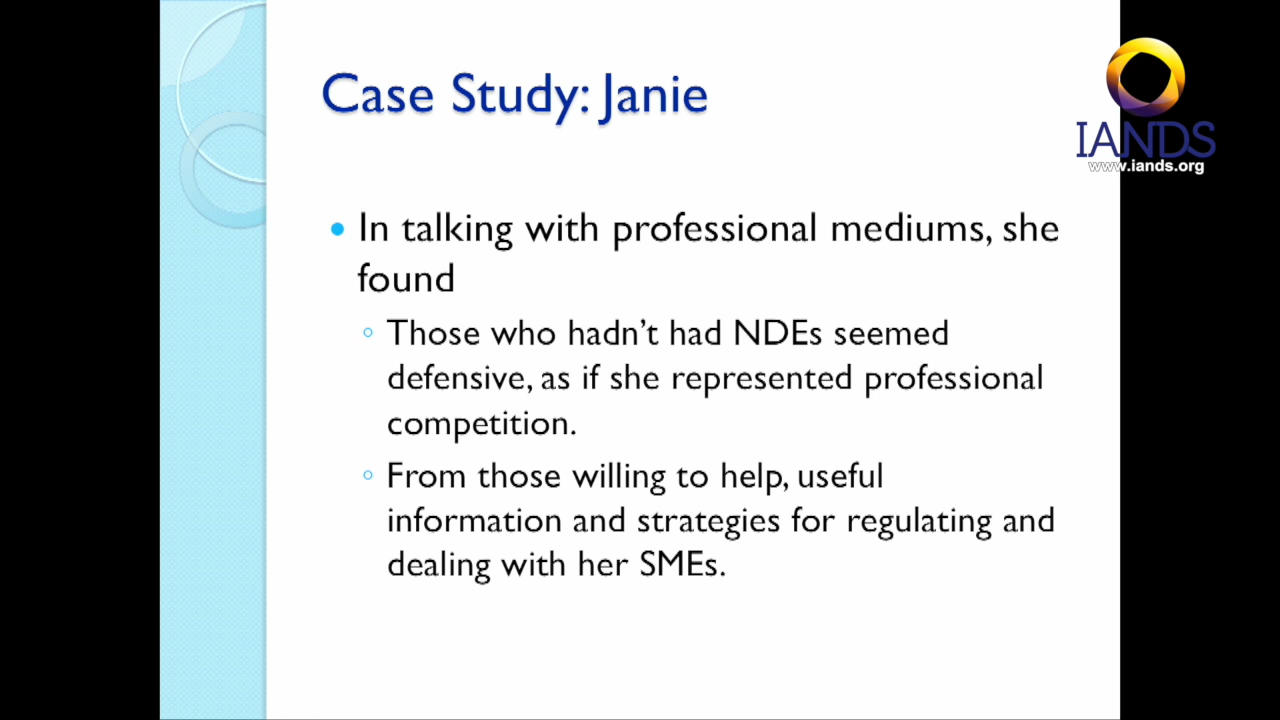 Case Study: Janie
IANDS
www.iands.org
In talking with professional mediums, she
found
Those who hadn't had NDEs seemed
defensive, as if she represented professional
competition.
From those willing to help, useful
information and strategies for regulating and
dealing with her SMEs.